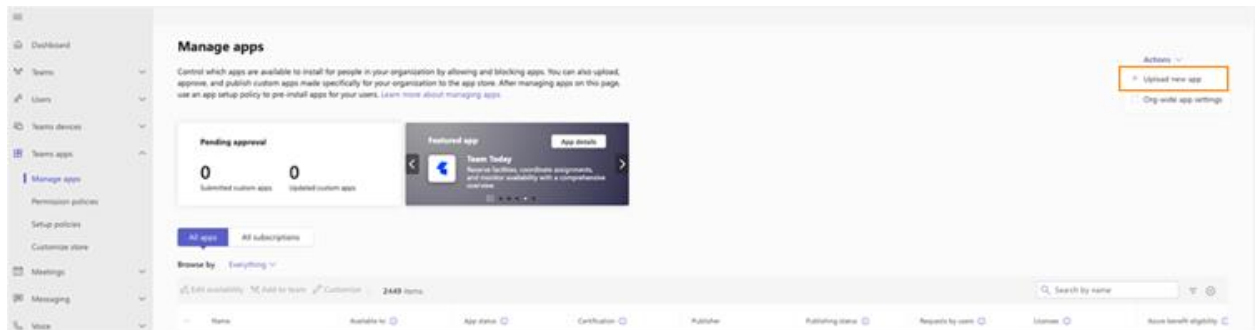 Dashboard
Teams
Users
Teams devices
Teams apps
Manage apps
Permission policies
Setup policies
Customize store
Meetings
Messaging
Voice
Manage apps
Control which apps are available to install for people in your organization by allowing and blocking apps. You can also upload,
approve, and publish custom apps made specifically for your organization to the app store. After managing apps on this page,
use an app setup policy to pre-install apps for your users. Learn more about managing apps
Actions
+ Upload new app
Org-wide app settings
Pending approval
0 0
Submitted custom apps Updated custom apps
Featured app App details
Team Today
Reserve facilities, coordinate assignments,
and monitor availability with a comprehensive
overview.
All apps All subscriptions
Browse by Everything
Edit availability Add to team Customize 2449 items
Search by name
Name Available to App status Certification Publisher Publishing status Requests by users Licenses Azure benefit eligibility